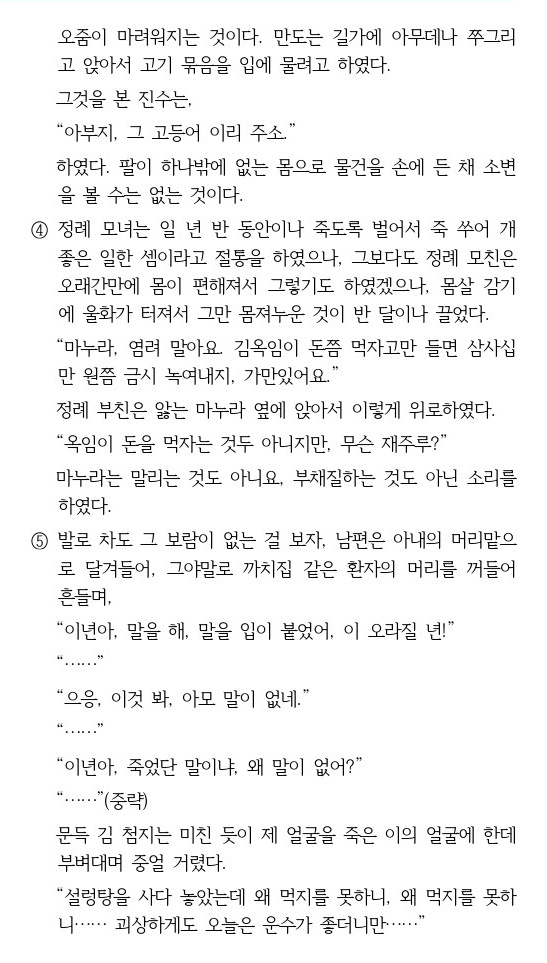 오줌이 마려워지는 것이다. 만도는 길가에 아무데나 쭈그리
고 앉아서 고기 묶음을 입에 물려고 하였다.
그것을 본 진수는,
“아부지, 그 고등어 이리 주소.”
하였다. 팔이 하나밖에 없는 몸으로 물건을 손에 든 채 소변
을 볼 수는 없는 것이다.
④ 정례 모녀는 일 년 반 동안이나 죽도록 벌어서 죽 쑤어 개
좋은 일한 셈이라고 절통을 하였으나, 그보다도 정례 모친은
오래간만에 몸이 편해져서 그렇기도 하였겠으나, 몸살 감기
에 울화가 터져서 그만 몸져누운 것이 반 달이나 끌었다.
“마누라, 염려 말아요. 김옥임이 돈쯤 먹자고만 들면 삼사십
만 원쯤 금시 녹여내지, 가만있어요.”
정례 부친은 앓는 마누라 옆에 앉아서 이렇게 위로하였다.
“옥임이 돈을 먹자는 것두 아니지만, 무슨 재주루?”
마누라는 말리는 것도 아니요, 부채질하는 것도 아닌 소리를
하였다.
⑤ 발로 차도 그 보람이 없는 걸 보자, 남편은 아내의 머리맡으
로 달겨들어, 그야말로 까치집 같은 환자의 머리를 꺼들어
흔들며,
“이년아, 말을 해, 말을 입이 붙었어, 이 오라질 년!”
“……”
“으응, 이것 봐, 아모 말이 없네.”
“……”
“이년아, 죽었단 말이냐, 왜 말이 없어?”
“……”(중략)
문득 김 첨지는 미친 듯이 제 얼굴을 죽은 이의 얼굴에 한데
부벼대며 중얼 거렸다.
“설렁탕을 사다 놓았는데 왜 먹지를 못하니, 왜 먹지를 못하
니…… 괴상하게도 오늘은 운수가 좋더니만……”